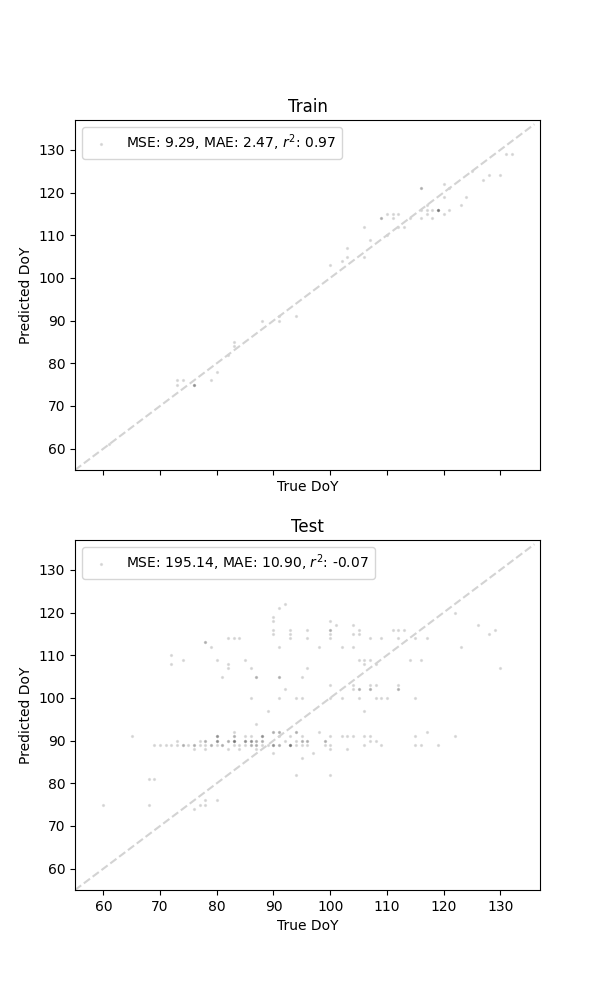 Train
MSE: 9.29, MAE: 2.47, r²: 0.97
130
120
110
100
90
80
70
60
Predicted DoY
True DoY
Test
MSE: 195.14, MAE: 10.90, r²: -0.07
130
120
110
100
90
80
70
60
Predicted DoY
60 70 80 90 100 110 120 130
True DoY